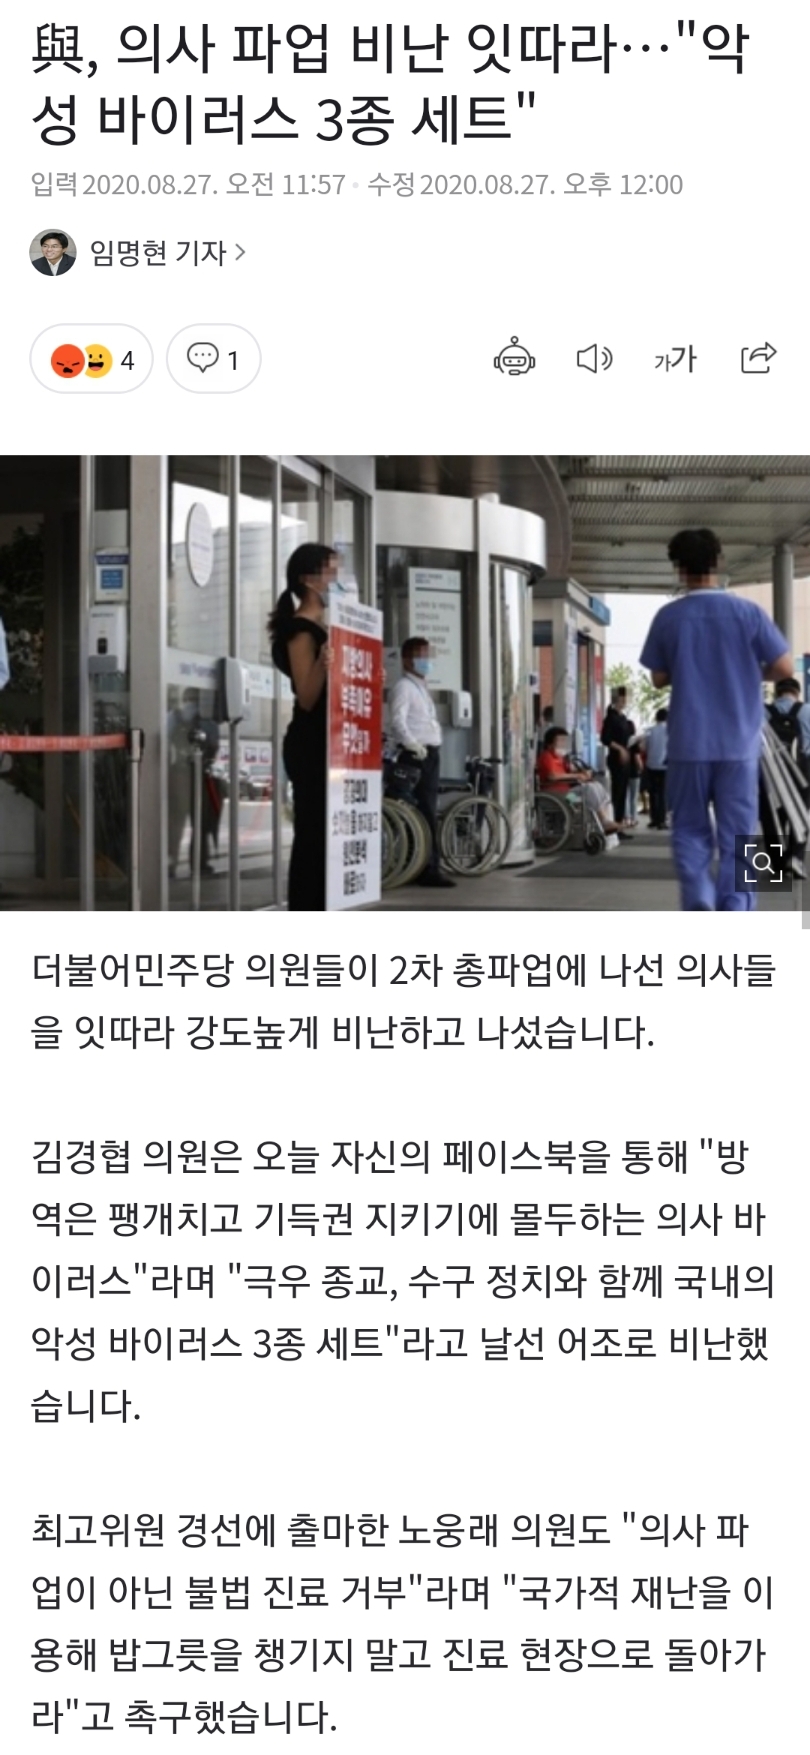 與, 의사 파업 비난 잇따라…"악
성 바이러스 3종 세트"
입력 2020.08.27. 오전 11:57 · 수정 2020.08.27. 오후 12:00
임명현 기자 >
4
1
가가
지방의사
부족이유
무엇일까
더불어민주당 의원들이 2차 총파업에 나선 의사들
을 잇따라 강도높게 비난하고 나섰습니다.
김경협 의원은 오늘 자신의 페이스북을 통해 "방
역은 팽개치고 기득권 지키기에 몰두하는 의사 바
이러스"라며 "극우 종교, 수구 정치와 함께 국내의
악성 바이러스 3종 세트"라고 날선 어조로 비난했
습니다.
최고위원 경선에 출마한 노웅래 의원도 "의사 파
업이 아닌 불법 진료 거부"라며 "국가적 재난을 이
용해 밥그릇을 챙기지 말고 진료 현장으로 돌아가
라"고 촉구했습니다.